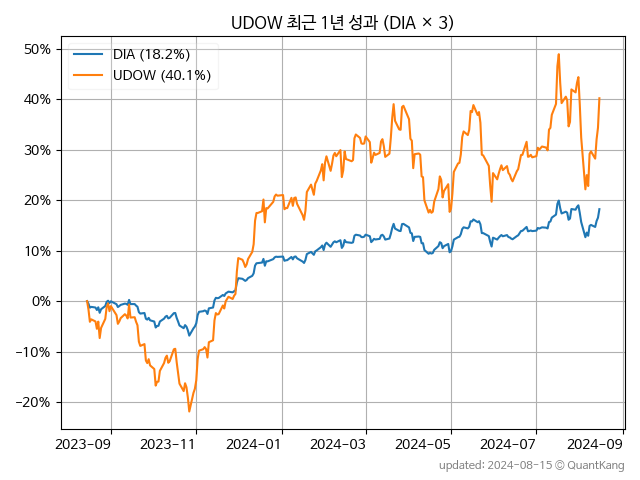 UDOW 최근 1년 성과 (DIA × 3)
DIA (18.2%)
UDOW (40.1%)
50%
40%
30%
20%
10%
0%
−10%
−20%
2023-09 2023-11 2024-01 2024-03 2024-05 2024-07 2024-09
updated: 2024-08-15 © QuantKang